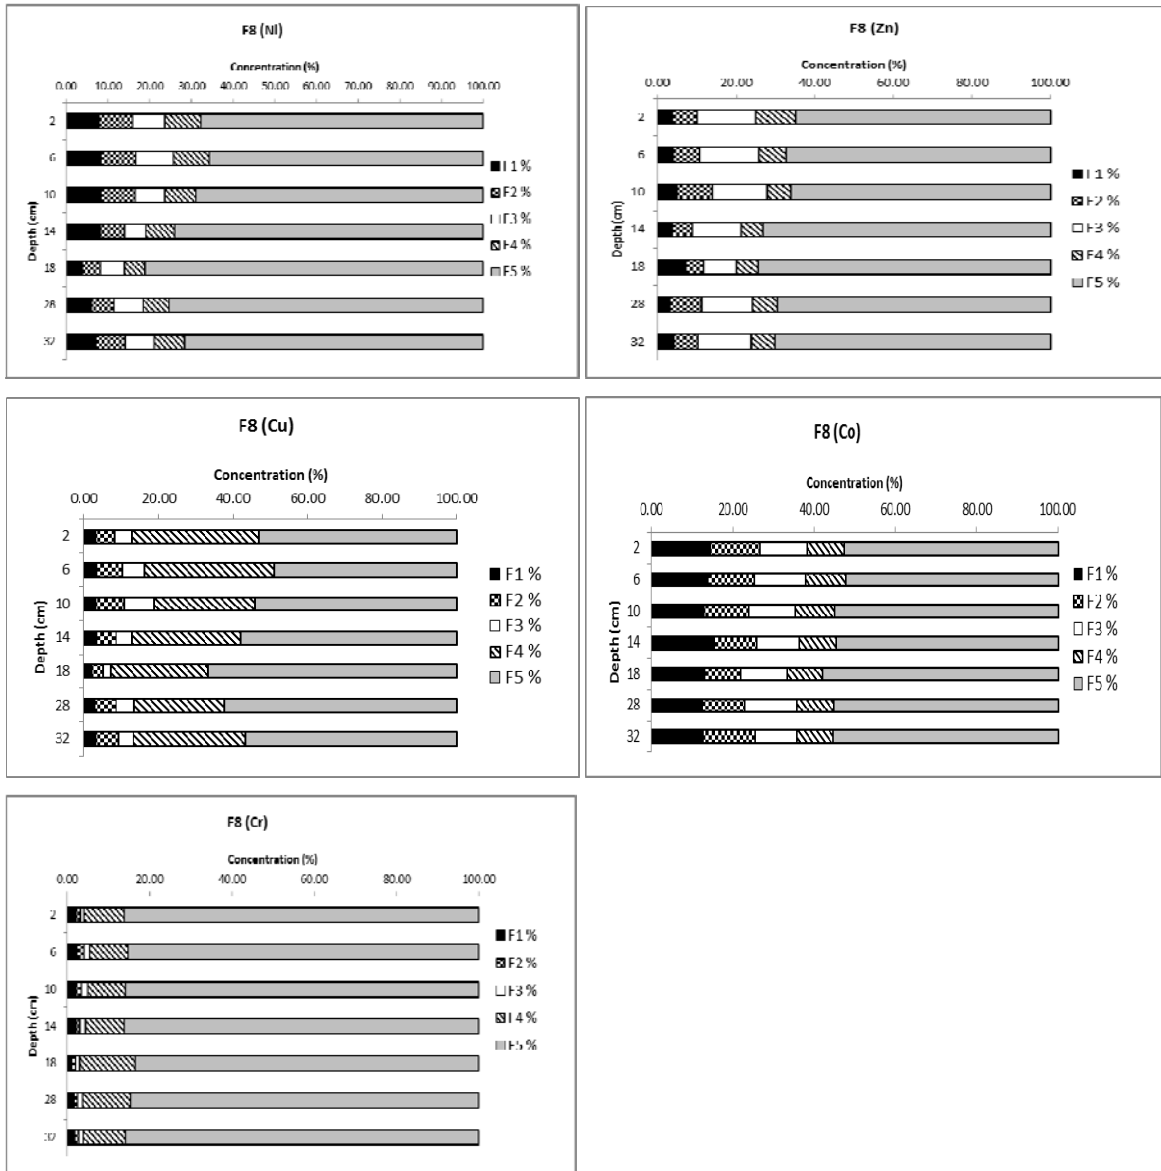 F8 (Ni)
Concentration (%)
0.00 10.00 20.00 30.00 40.00 50.00 60.00 70.00 80.00 90.00 100.00
Depth (cm)
2
6
10
14
18
28
32
F1 %
F2 %
F3 %
F4 %
F5 %
F8 (Zn)
Concentration (%)
0.00 20.00 40.00 60.00 80.00 100.00
Depth (cm)
2
6
10
14
18
28
32
F1 %
F2 %
F3 %
F4 %
F5 %
F8 (Cu)
Concentration (%)
0.00 20.00 40.00 60.00 80.00 100.00
Depth (cm)
2
6
10
14
18
28
32
F1 %
F2 %
F3 %
F4 %
F5 %
F8 (Co)
Concentration (%)
0.00 20.00 40.00 60.00 80.00 100.00
Depth (cm)
2
6
10
14
18
28
32
F1 %
F2 %
F3 %
F4 %
F5 %
F8 (Cr)
Concentration (%)
0.00 20.00 40.00 60.00 80.00 100.00
Depth (cm)
2
6
10
14
18
28
32
F1 %
F2 %
F3 %
F4 %
F5 %